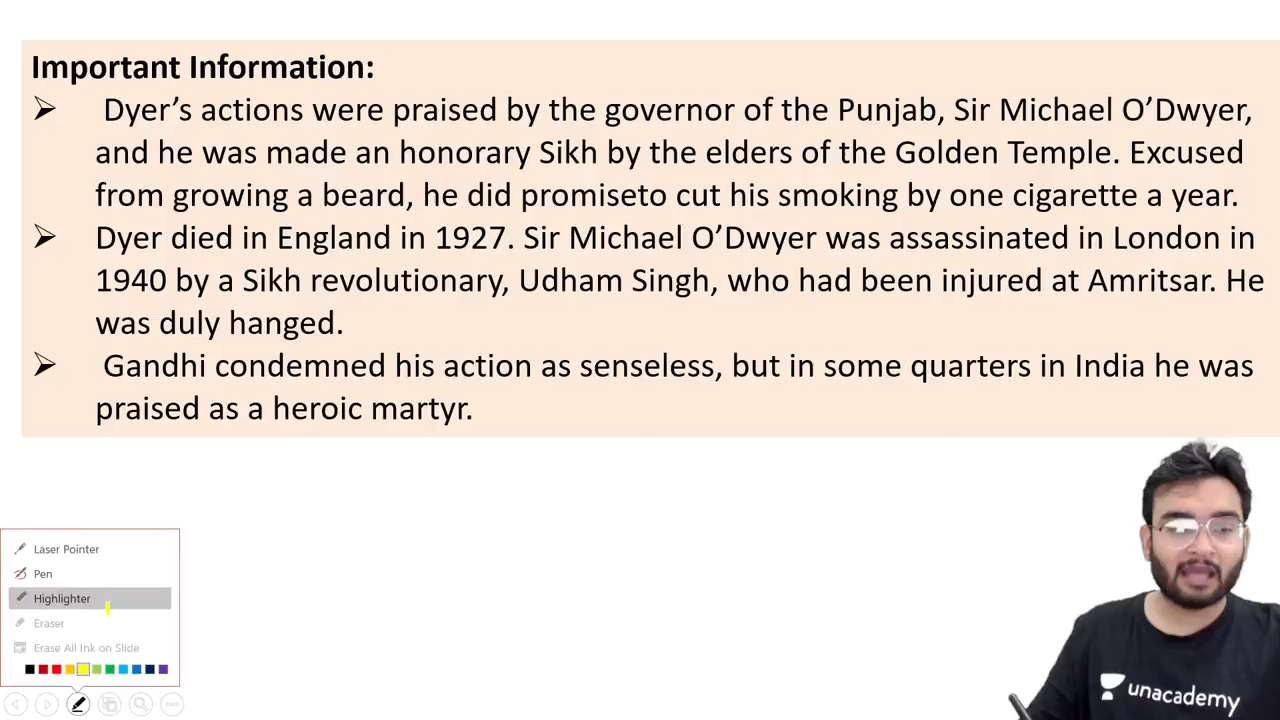 Important Information:
➢ Dyer’s actions were praised by the governor of the Punjab, Sir Michael O’Dwyer,
and he was made an honorary Sikh by the elders of the Golden Temple. Excused
from growing a beard, he did promiseto cut his smoking by one cigarette a year.
➢ Dyer died in England in 1927. Sir Michael O’Dwyer was assassinated in London in
1940 by a Sikh revolutionary, Udham Singh, who had been injured at Amritsar. He
was duly hanged.
➢ Gandhi condemned his action as senseless, but in some quarters in India he was
praised as a heroic martyr.
Laser Pointer
Pen
Highlighter
Eraser
Erase All Ink on Slide
unacademy